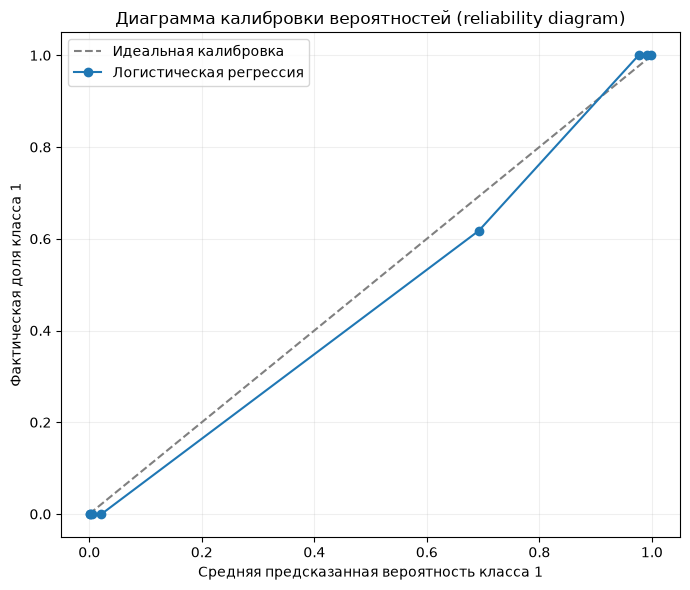 Диаграмма калибровки вероятностей (reliability diagram)
Идеальная калибровка
Логистическая регрессия
Фактическая доля класса 1
1.0
0.8
0.6
0.4
0.2
0.0
0.0 0.2 0.4 0.6 0.8 1.0
Средняя предсказанная вероятность класса 1